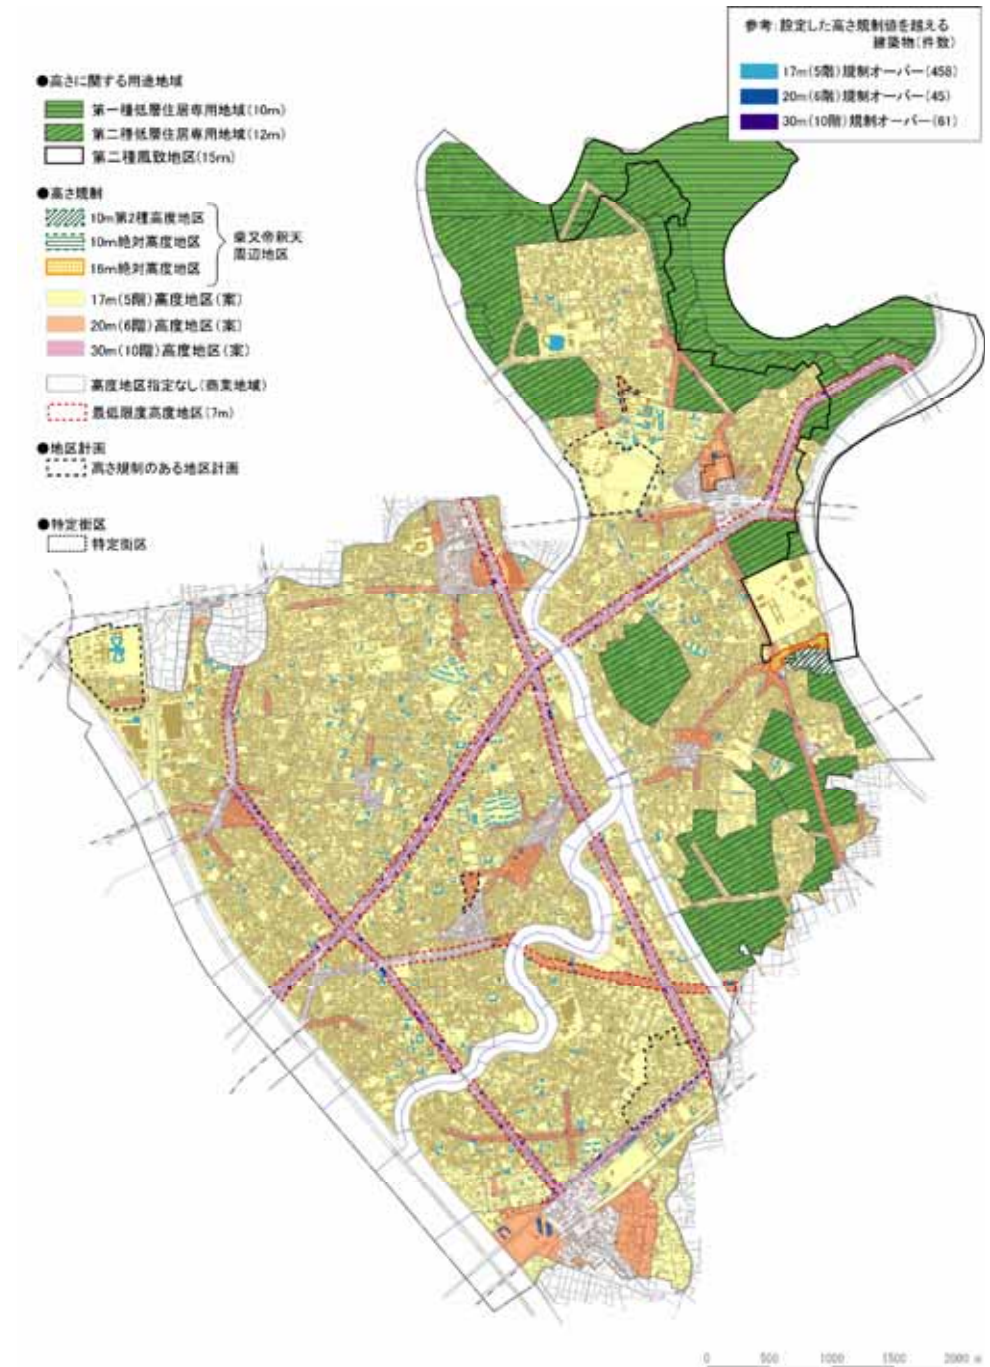 参考:設定した高さ規制値を越える
建築物(件数)
17m(5階)規制オーバー(458)
20m(6階)規制オーバー(45)
30m(10階)規制オーバー(61)
●高さに関する用途地域
第一種低層住居専用地域(10m)
第二種低層住居専用地域(12m)
第二種風致地区(15m)
●高さ規制
10m第2種高度地区
10m絶対高度地区
16m絶対高度地区
柴又帝釈天
周辺地区
17m(5階)高度地区(案)
20m(6階)高度地区(案)
30m(10階)高度地区(案)
高度地区指定なし(商業地域)
最低限度高度地区(7m)
●地区計画
高さ規制のある地区計画
●特定街区
特定街区
0 500 1000 1500 2000 m